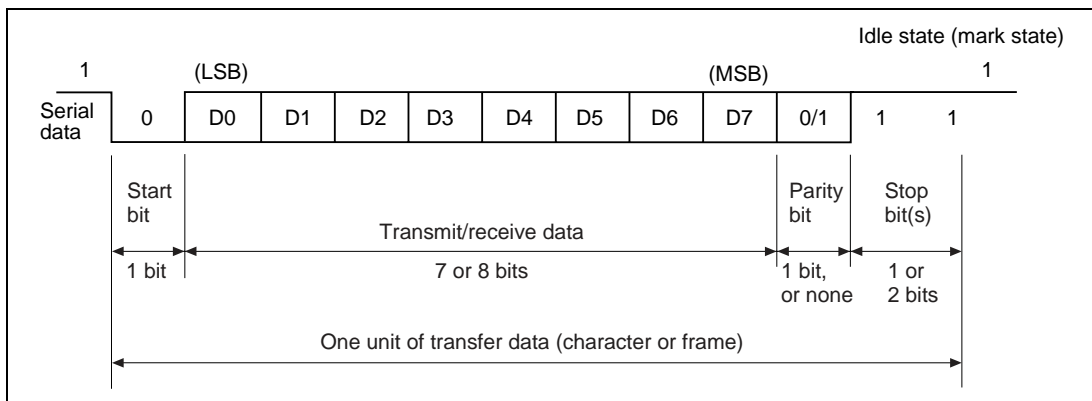 Idle state (mark state)
1 (LSB) (MSB) 1
Serial data 0 D0 D1 D2 D3 D4 D5 D6 D7 0/1 1 1
Start bit
Parity bit
Stop bit(s)
Transmit/receive data
1 bit
7 or 8 bits
1 bit, or none
1 or 2 bits
One unit of transfer data (character or frame)